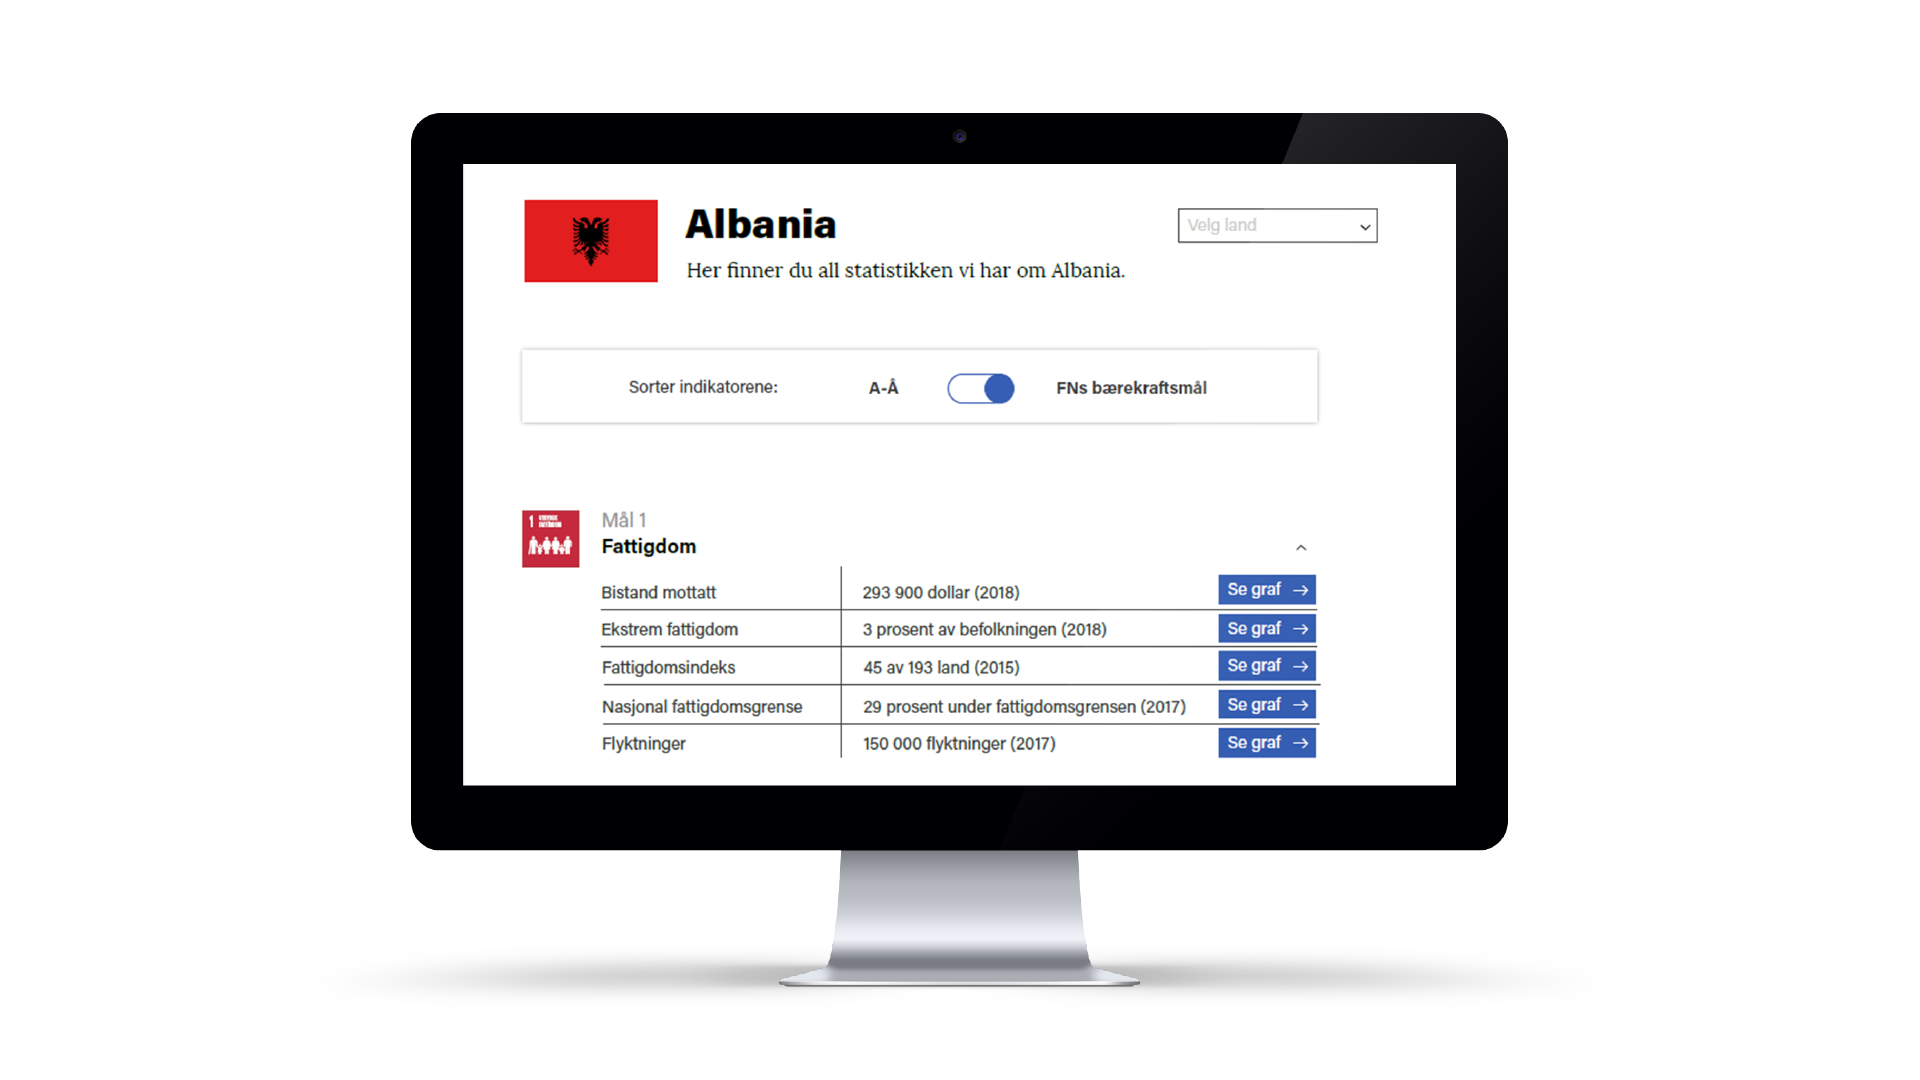 Albania
Velg land
Her finner du all statistikken vi har om Albania.
Sorter indikatorene: A-Å FNs bærekraftsmål
1 UTRYDDE
FATTIGDOM
Mål 1
Fattigdom
Bistand mottatt 293 900 dollar (2018) Se graf →
Ekstrem fattigdom 3 prosent av befolkningen (2018) Se graf →
Fattigdomsindeks 45 av 193 land (2015) Se graf →
Nasjonal fattigdomsgrense 29 prosent under fattigdomsgrensen (2017) Se graf →
Flyktninger 150 000 flyktninger (2017) Se graf →